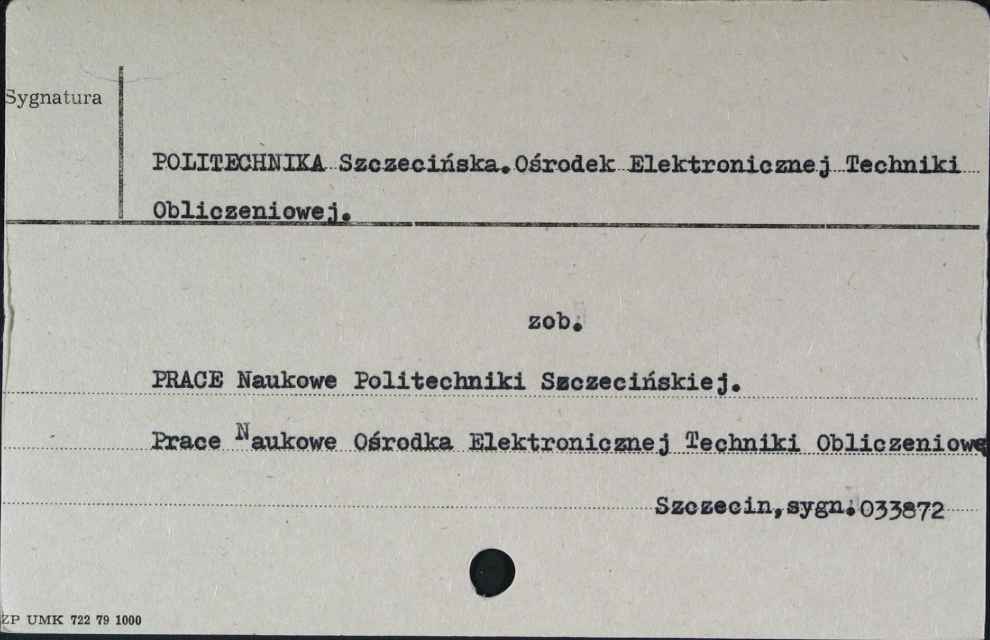 Sygnatura
POLITECHNIKA Szczecińska.Ośrodek Elektronicznej Techniki
Obliczeniowej.
zob.
PRACE Naukowe Politechniki Szczecińskiej.
Prace Naukowe Ośrodka Elektronicznej Techniki Obliczeniowe
Szczecin,sygn.033872
ZP UMK 722 79 1000